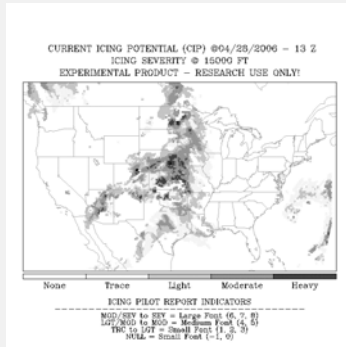 CURRENT ICING POTENTIAL (CIP) @04/28/2006 - 13 Z
ICING SEVERITY @ 15000 FT
EXPERIMENTAL PRODUCT - RESEARCH USE ONLY!
None Trace Light Moderate Heavy
ICING PILOT REPORT INDICATORS
MOD/SEV to SEV = Large Font (6, 7, 8)
LGT/MOD to MOD = Medium Font (4, 5)
TRC to LGT = Small Font (1, 2, 3)
NULL = Small Font (-1, 0)